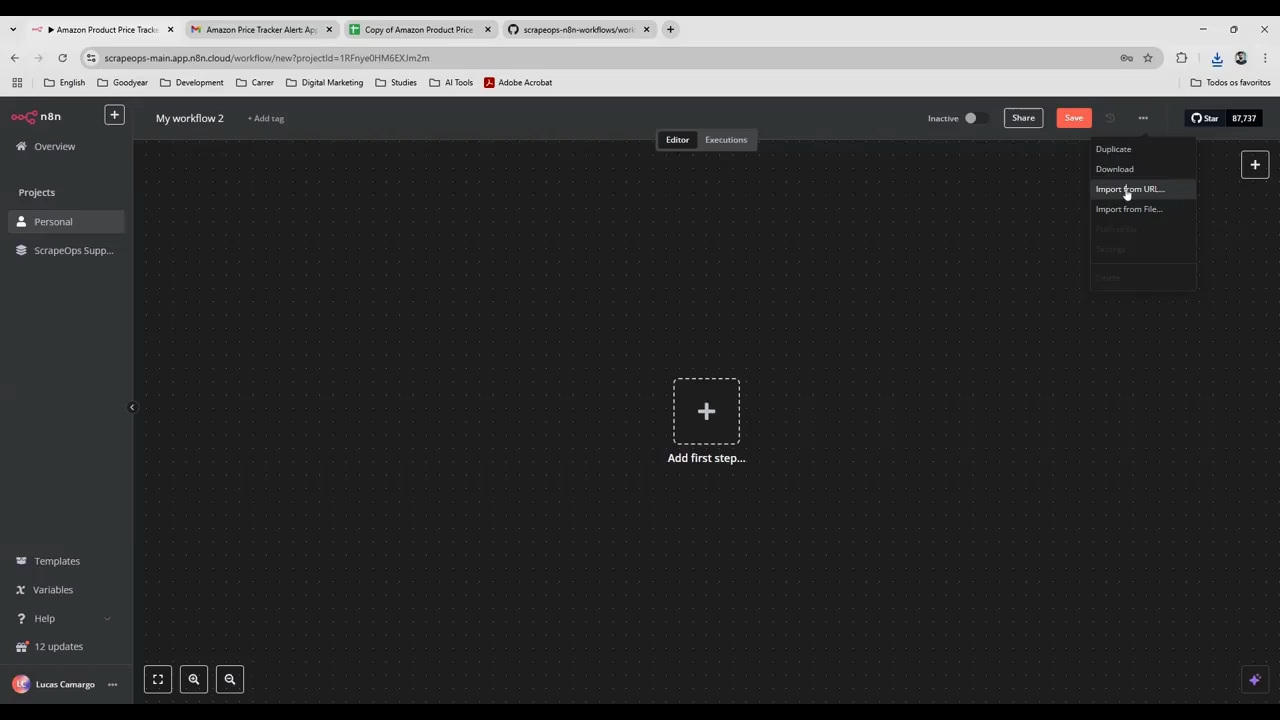 Amazon Product Price Tracke
Amazon Price Tracker Alert: App
Copy of Amazon Product Price
scrapeops-n8n-workflows/work
scrapeops-main.app.n8n.cloud/workflow/new?projectId=1RFnye0HM6EXJm2m
English
Goodyear
Development
Carrer
Digital Marketing
Studies
AI Tools
Adobe Acrobat
Todos os favoritos
n8n
My workflow 2
+ Add tag
Inactive
Share
Save
Star
87,737
Editor
Executions
Overview
Projects
Personal
ScrapeOps Supp...
Duplicate
Download
Import from URL...
Import from File...
Settings
Delete
Add first step...
Templates
Variables
Help
12 updates
LC
Lucas Camargo